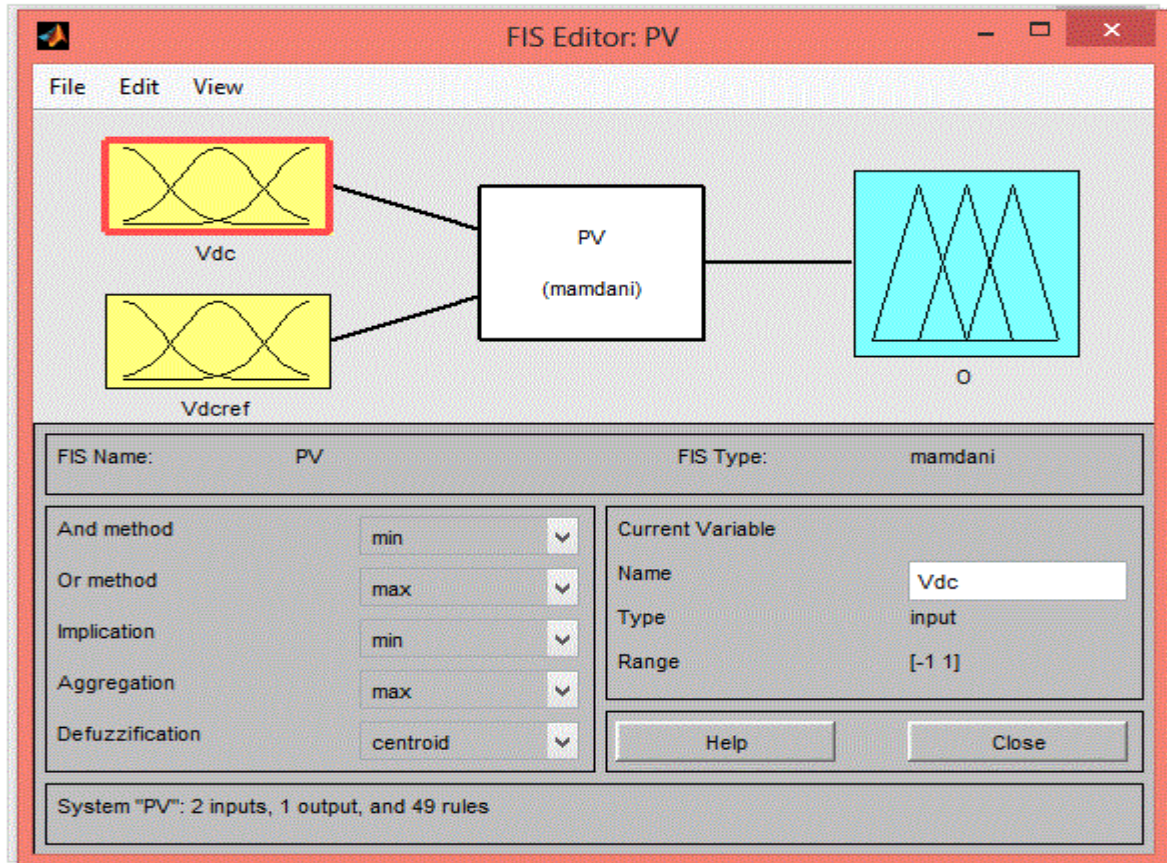 FIS Editor: PV
File Edit View
Vdc
Vdcref
PV
(mamdani)
O
FIS Name: PV FIS Type: mamdani
And method min
Or method max
Implication min
Aggregation max
Defuzzification centroid
Current Variable
Name Vdc
Type input
Range [-1 1]
Help Close
System "PV": 2 inputs, 1 output, and 49 rules